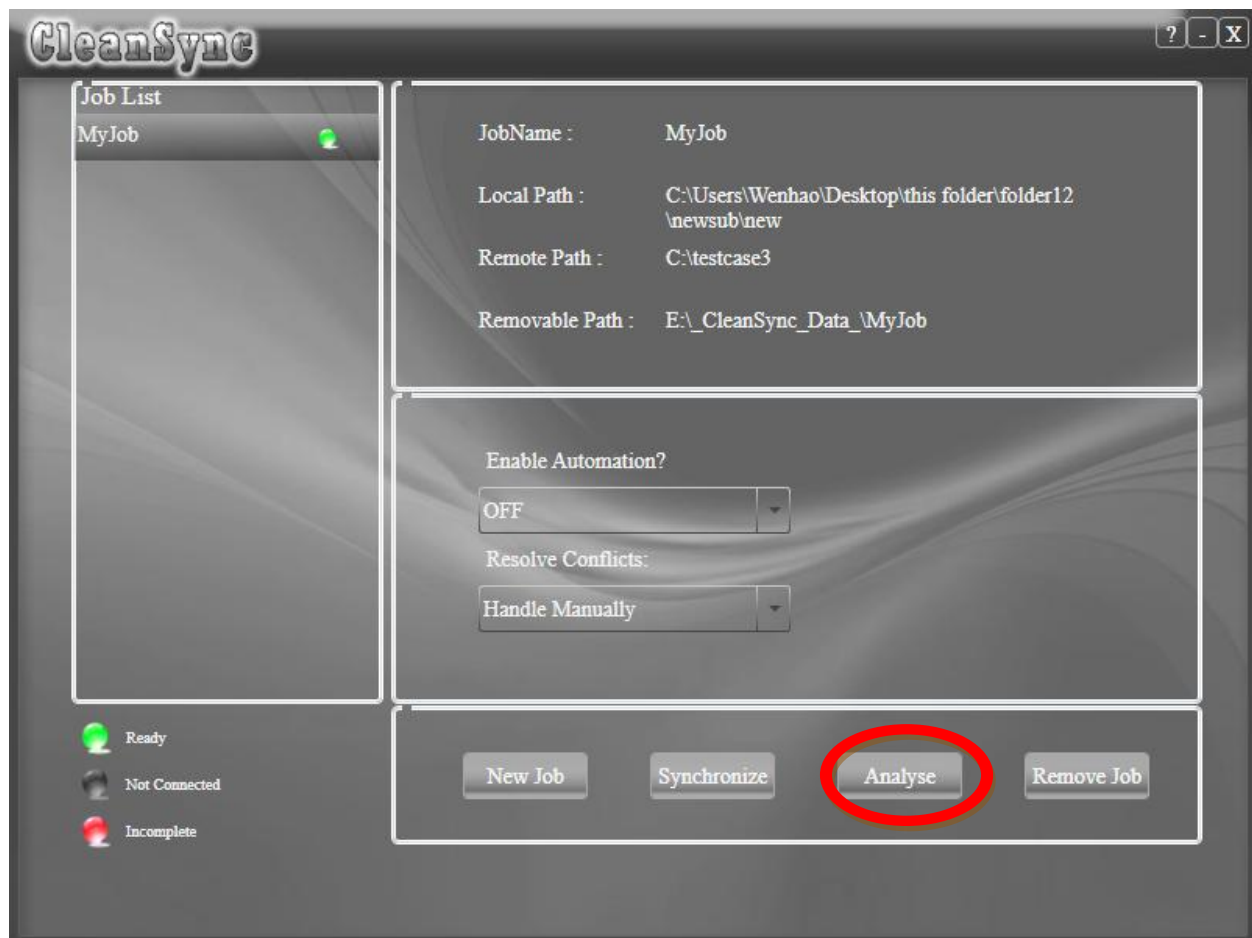 CleanSync
? - X
Job List
MyJob
JobName : MyJob
Local Path : C:\Users\Wenhao\Desktop\this folder\folder12
\newsub\new
Remote Path : C:\testcase3
Removable Path : E:\_CleanSync_Data_\MyJob
Enable Automation?
OFF
Resolve Conflicts:
Handle Manually
Ready
Not Connected
Incomplete
New Job Synchronize Analyse Remove Job